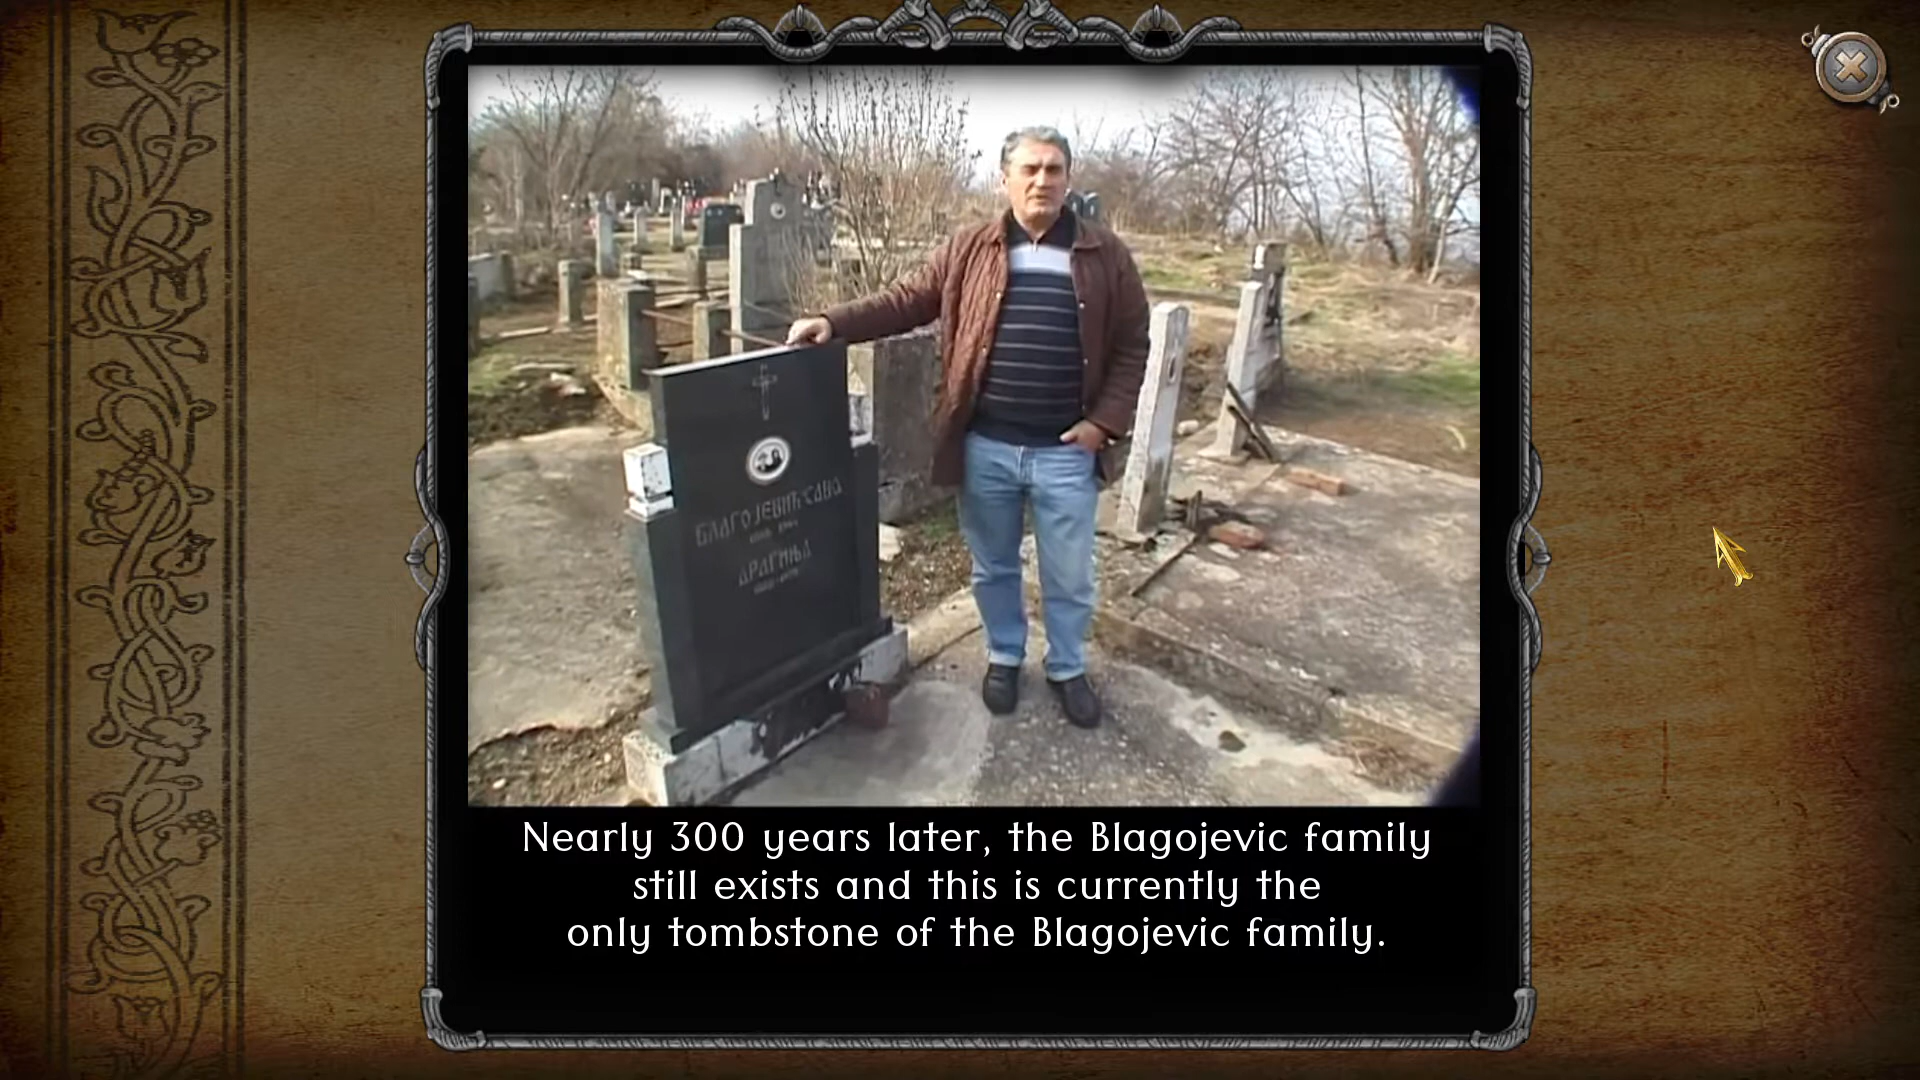 БЛАГОЈЕВИЋ САВА
ДРАГИЊА
Nearly 300 years later, the Blagojevic family
still exists and this is currently the
only tombstone of the Blagojevic family.